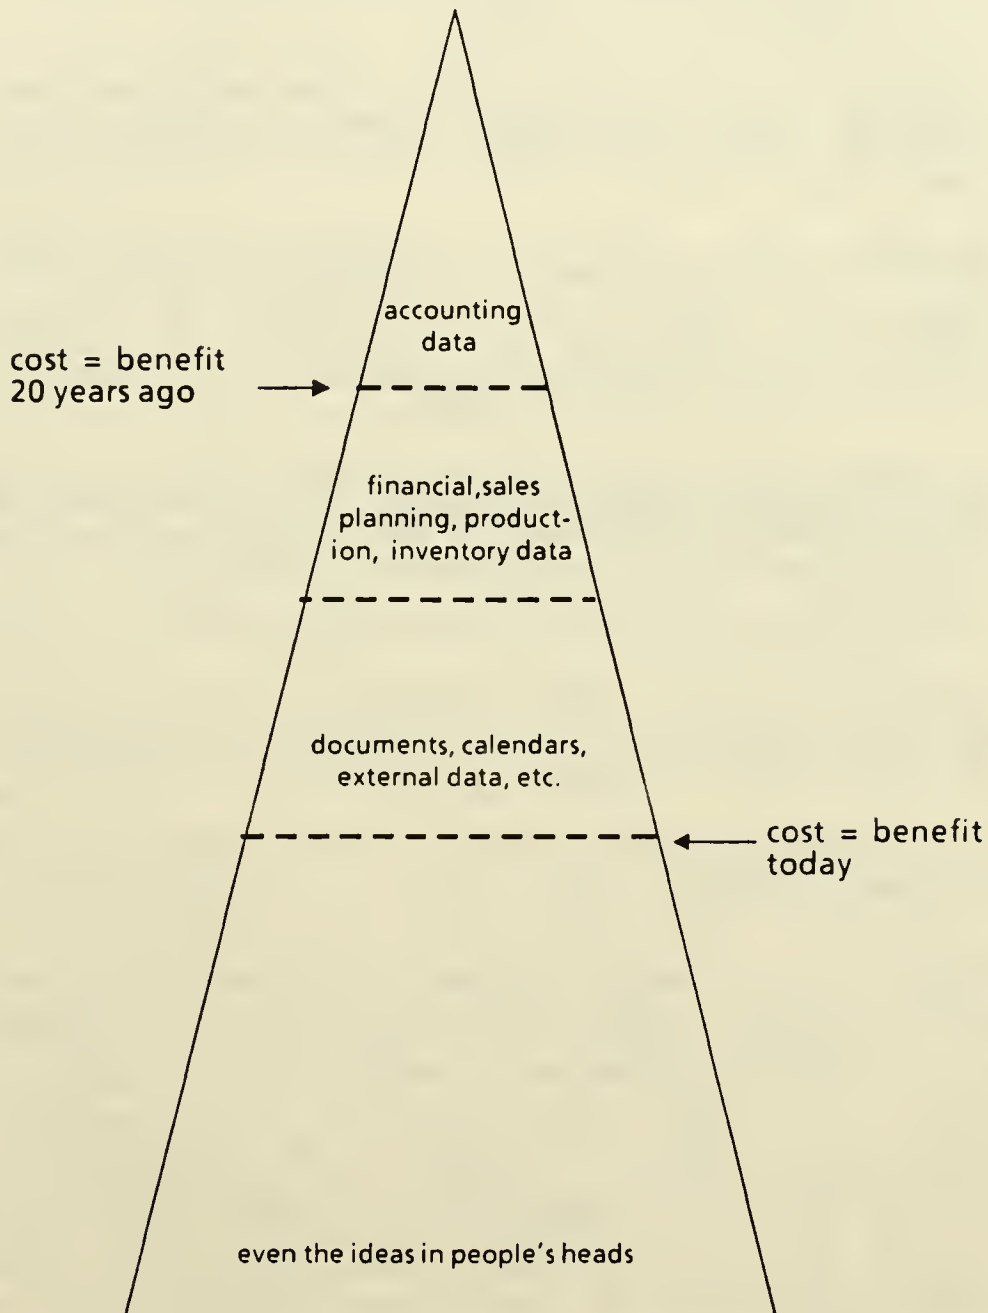 accounting
data
cost = benefit
20 years ago
financial,sales
planning, product-
ion, inventory data
documents, calendars,
external data, etc.
cost = benefit
today
even the ideas in people's heads